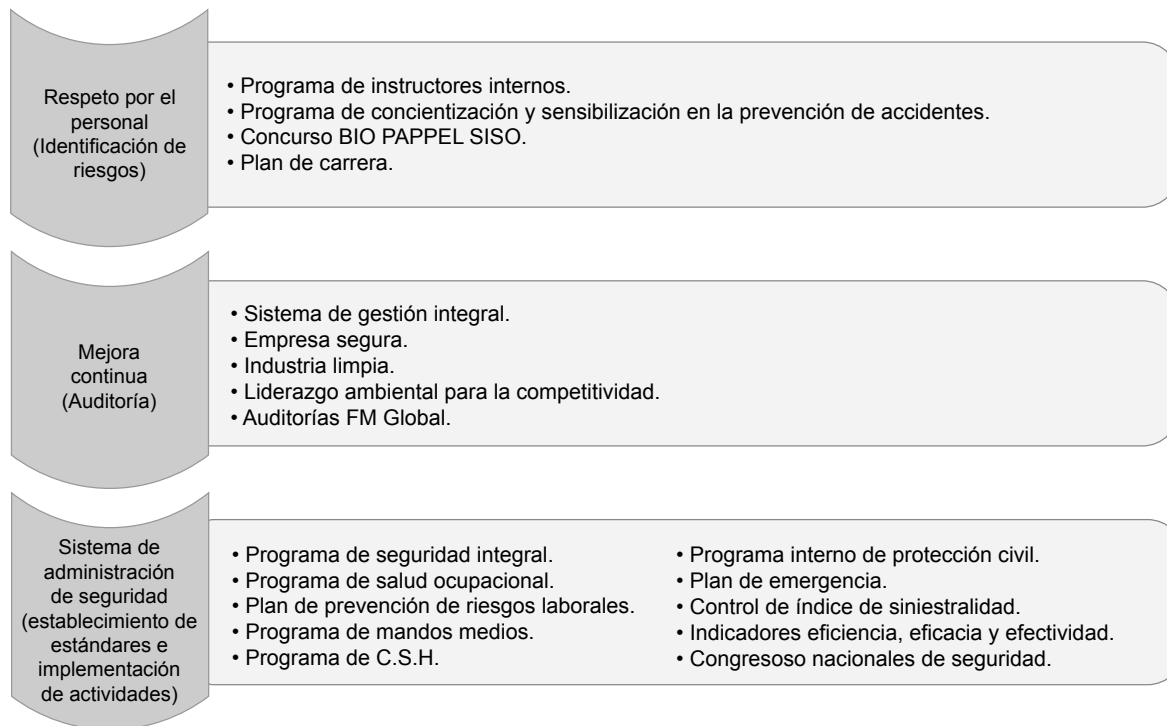 Respeto por el
personal
(Identificación de
riesgos)
• Programa de instructores internos.
• Programa de concientización y sensibilización en la prevención de accidentes.
• Concurso BIO PAPPEL SISO.
• Plan de carrera.
Mejora
continua
(Auditoría)
• Sistema de gestión integral.
• Empresa segura.
• Industria limpia.
• Liderazgo ambiental para la competitividad.
• Auditorías FM Global.
Sistema de
administración
de seguridad
(establecimiento de
estándares e
implementación
de actividades)
• Programa de seguridad integral.
• Programa de salud ocupacional.
• Plan de prevención de riesgos laborales.
• Programa de mandos medios.
• Programa de C.S.H.
• Programa interno de protección civil.
• Plan de emergencia.
• Control de índice de siniestralidad.
• Indicadores eficiencia, eficacia y efectividad.
• Congresoso nacionales de seguridad.